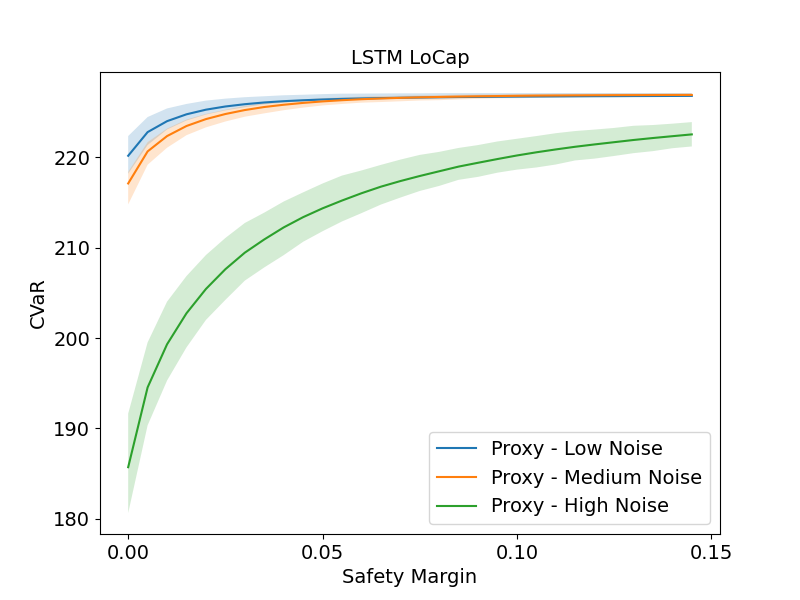 LSTM LoCap
220
210
200
190
180
CVaR
Proxy - Low Noise
Proxy - Medium Noise
Proxy - High Noise
0.00
0.05
0.10
0.15
Safety Margin